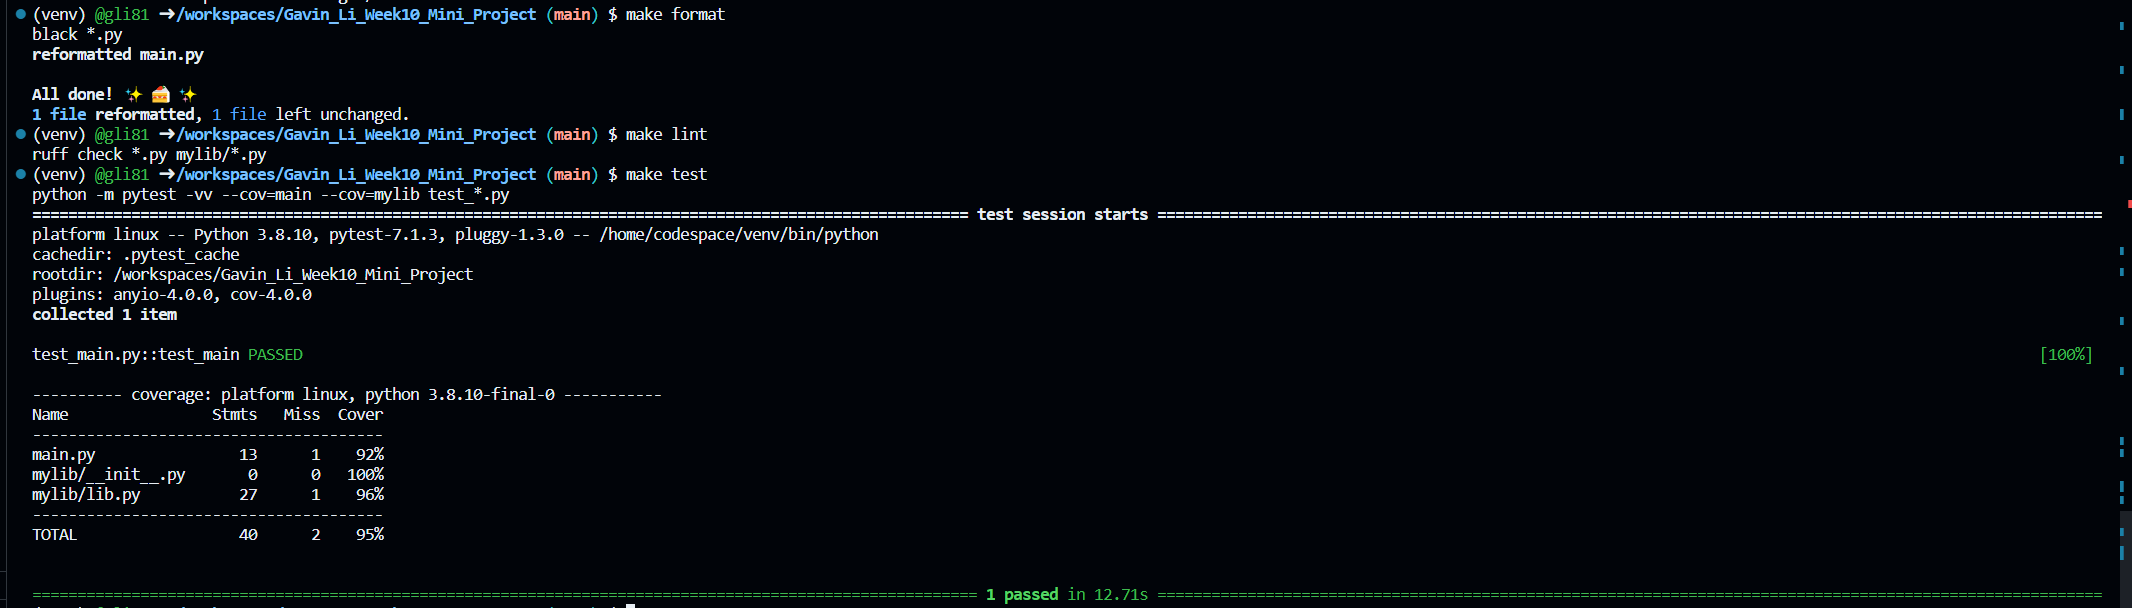 (venv) @gli81 ➜/workspaces/Gavin_Li_Week10_Mini_Project (main) $ make format
black *.py
reformatted main.py
All done! ✨ 🍰 ✨
1 file reformatted, 1 file left unchanged.
(venv) @gli81 ➜/workspaces/Gavin_Li_Week10_Mini_Project (main) $ make lint
ruff check *.py mylib/*.py
(venv) @gli81 ➜/workspaces/Gavin_Li_Week10_Mini_Project (main) $ make test
python -m pytest -vv --cov=main --cov=mylib test_*.py
======================================== test session starts ========================================
platform linux -- Python 3.8.10, pytest-7.1.3, pluggy-1.3.0 -- /home/codespace/venv/bin/python
cachedir: .pytest_cache
rootdir: /workspaces/Gavin_Li_Week10_Mini_Project
plugins: anyio-4.0.0, cov-4.0.0
collected 1 item
test_main.py::test_main PASSED [100%]
---------- coverage: platform linux, python 3.8.10-final-0 -----------
Name                Stmts   Miss  Cover
---------------------------------------
main.py                13      1    92%
mylib/__init__.py       0      0   100%
mylib/lib.py           27      1    96%
---------------------------------------
TOTAL                  40      2    95%
======================================== 1 passed in 12.71s ========================================